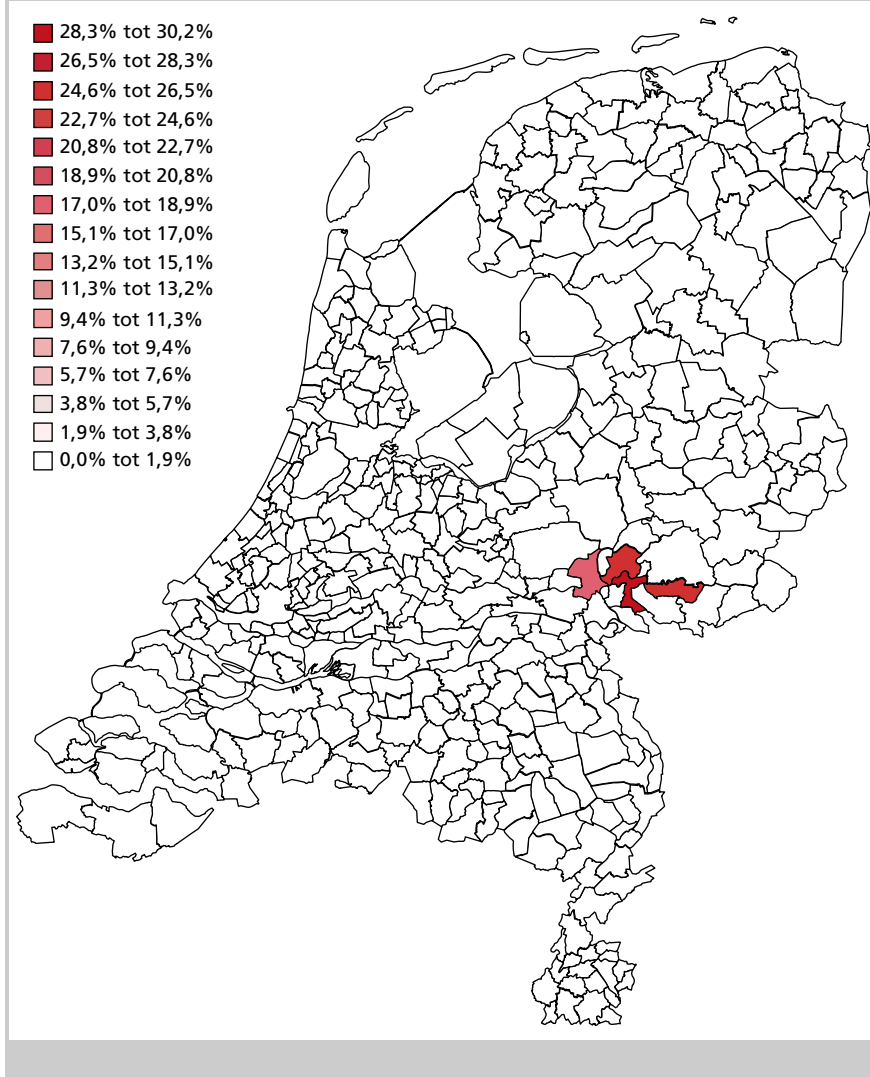 28,3% tot 30,2%
26,5% tot 28,3%
24,6% tot 26,5%
22,7% tot 24,6%
20,8% tot 22,7%
18,9% tot 20,8%
17,0% tot 18,9%
15,1% tot 17,0%
13,2% tot 15,1%
11,3% tot 13,2%
9,4% tot 11,3%
7,6% tot 9,4%
5,7% tot 7,6%
3,8% tot 5,7%
1,9% tot 3,8%
0,0% tot 1,9%